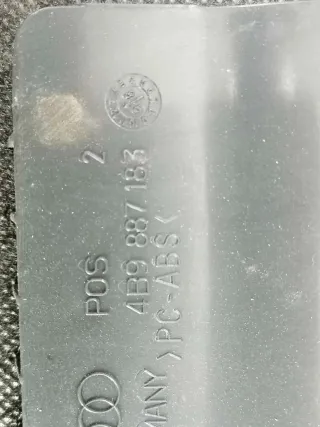 POS 2
4B9 887 183
>PC-ABS<
MANY